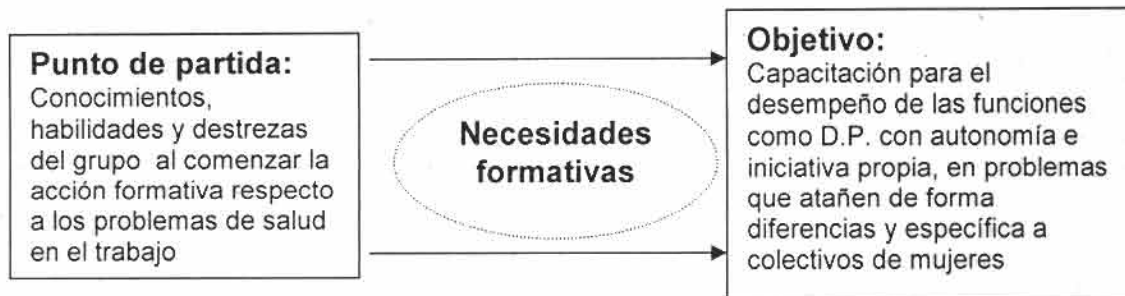 Punto de partida:
Conocimientos,
habilidades y destrezas
del grupo al comenzar la
acción formativa respecto
a los problemas de salud
en el trabajo
Necesidades
formativas
Objetivo:
Capacitación para el
desempeño de las funciones
como D.P. con autonomía e
iniciativa propia, en problemas
que atañen de forma
diferencias y específica a
colectivos de mujeres